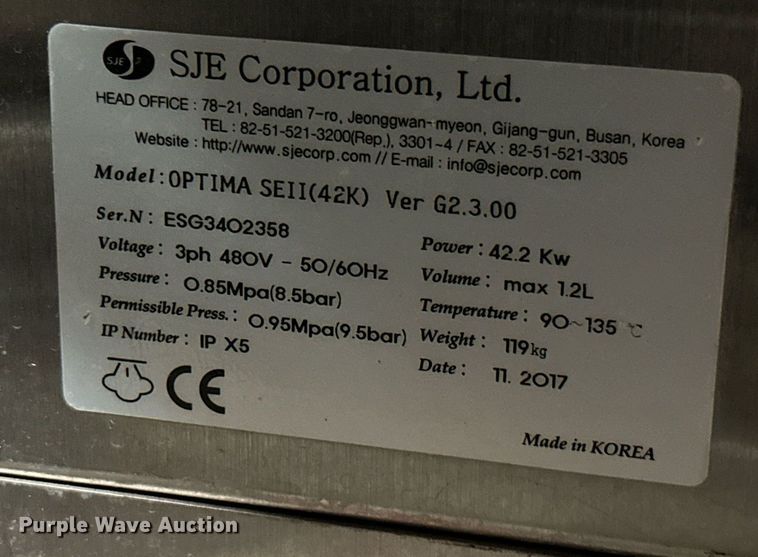 SJE SJE Corporation, Ltd.
HEAD OFFICE : 78-21, Sandan 7-ro, Jeonggwan-myeon, Gijang-gun, Busan, Korea
TEL : 82-51-521-3200(Rep.), 3301~4 / FAX : 82-51-521-3305
Website : http://www.sjecorp.com // E-mail : info@sjecorp.com
Model : OPTIMA SEII(42K) Ver G2.3.00
Ser.N : ESG3402358
Voltage : 3ph 480V - 50/60Hz
Pressure : 0.85Mpa(8.5bar)
Permissible Press. : 0.95Mpa(9.5bar)
IP Number : IP X5
Power : 42.2 Kw
Volume : max 1.2L
Temperature : 90~135 ℃
Weight : 119kg
Date : 11. 2017
CE
Made in KOREA
Purple Wave Auction